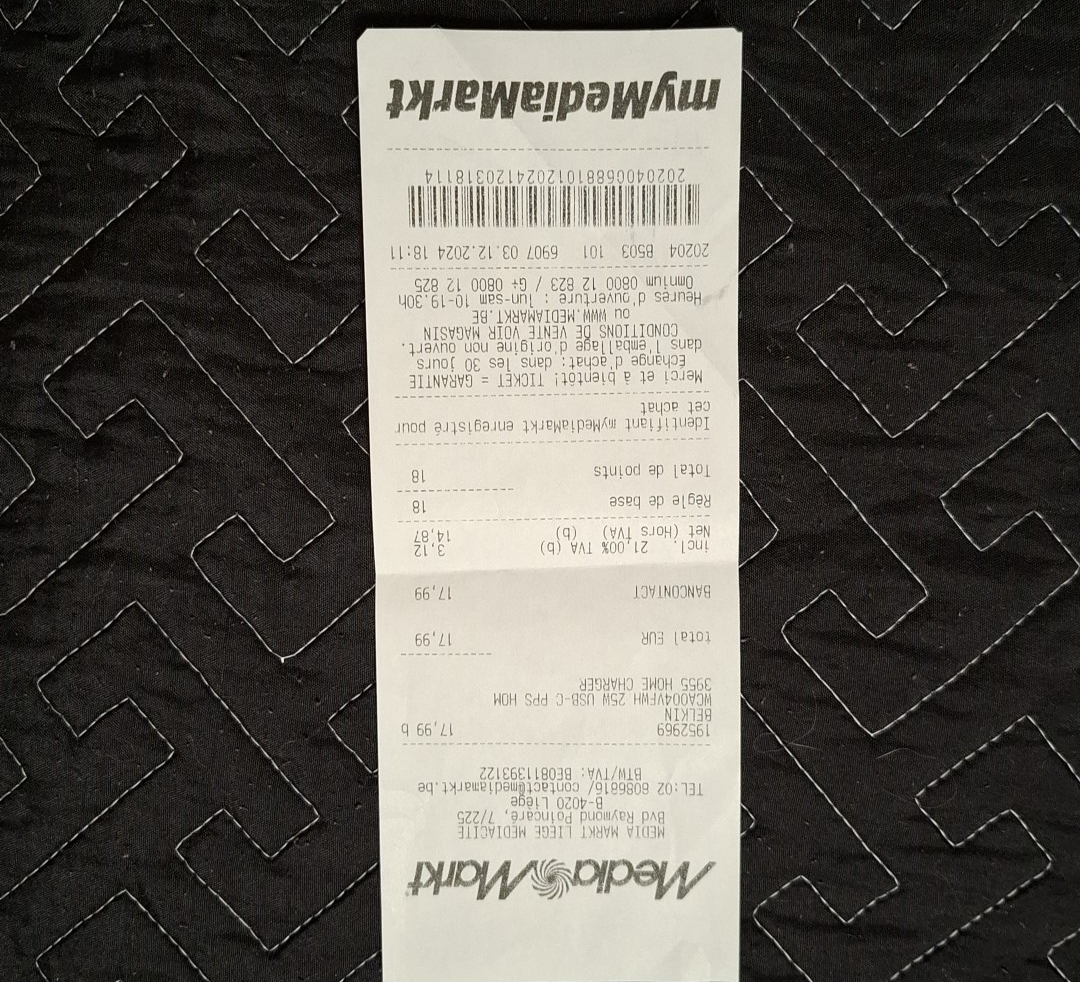 Media Markt
MEDIA MARKT LIEGE MEDIACITE
Bvd Raymond Poincaré, 7/225
B-4020 Liège
TEL:02 8086816/ contact@mediamarkt.be
BTW/TVA: BE0811393122
1952969 17,99 b
BELKIN
WCA004VFWH 25W USB-C PPS HOM
3955 HOME CHARGER
total EUR 17,99
BANCONTACT 17,99
incl. 21,00% TVA (b) 3,12
Net (Hors TVA) (b) 14,87
Règle de base 18
Total de points 18
Identifiant myMediaMarkt enregistré pour
cet achat
Merci et à bientôt! TICKET = GARANTIE
Echange d'achat: dans les 30 jours
dans l'emballage d'origine non ouvert.
CONDITIONS DE VENTE VOIR MAGASIN
ou WWW.MEDIAMARKT.BE
Heures d'ouverture : lun-sam 10-19.30h
Omnium 0800 12 823 / G+ 0800 12 825
20204 B503 101 6907 03.12.2024 18:11
20204006881012024120318114
myMediaMarkt